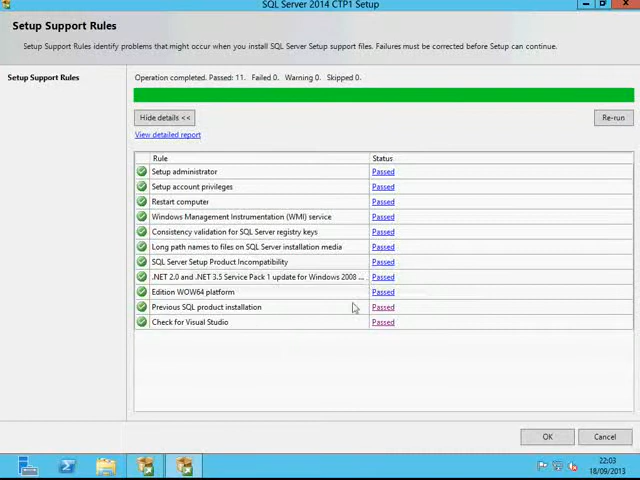 SQL Server 2014 CTP1 Setup
Setup Support Rules
Setup Support Rules identify problems that might occur when you install SQL Server Setup support files. Failures must be corrected before Setup can continue.
Setup Support Rules
Operation completed. Passed: 11. Failed 0. Warning 0. Skipped 0.
Hide details <<
Re-run
View detailed report
Rule Status
Setup administrator Passed
Setup account privileges Passed
Restart computer Passed
Windows Management Instrumentation (WMI) service Passed
Consistency validation for SQL Server registry keys Passed
Long path names to files on SQL Server installation media Passed
SQL Server Setup Product Incompatibility Passed
.NET 2.0 and .NET 3.5 Service Pack 1 update for Windows 2008 ... Passed
Edition WOW64 platform Passed
Previous SQL product installation Passed
Check for Visual Studio Passed
OK Cancel
22:03
18/09/2013